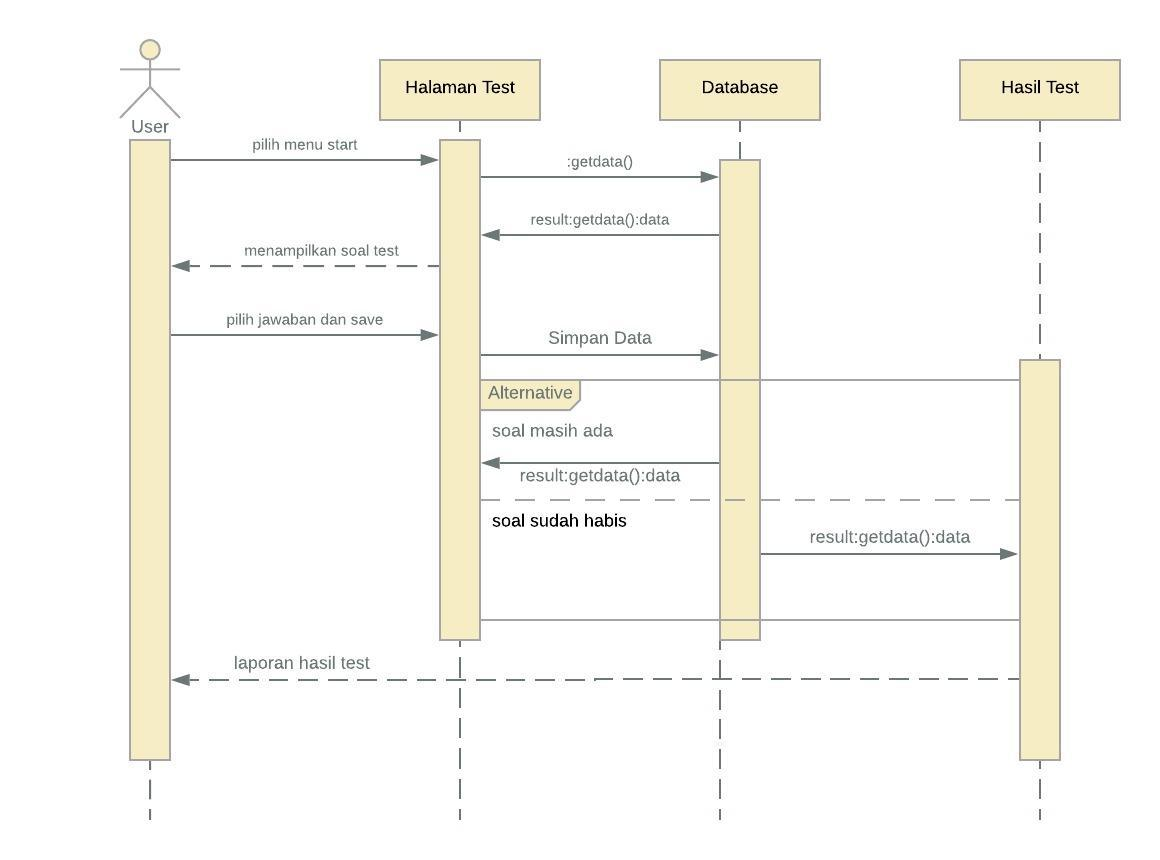 Halaman Test
Database
Hasil Test
User
pilih menu start
:getdata()
result:getdata():data
menampilkan soal test
pilih jawaban dan save
Simpan Data
Alternative
soal masih ada
result:getdata():data
soal sudah habis
result:getdata():data
laporan hasil test